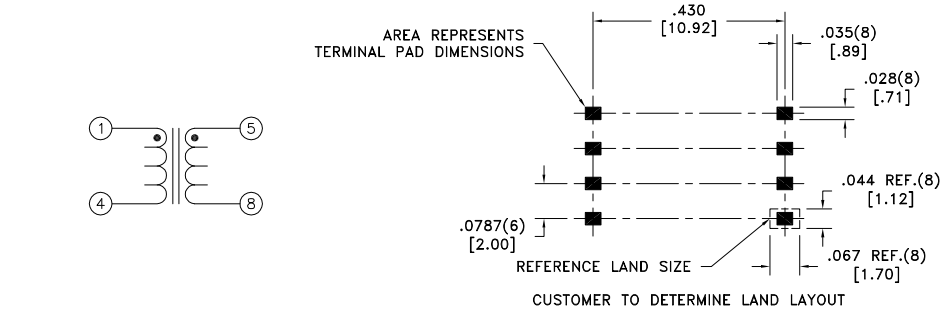 1
4
5
8
AREA REPRESENTS
TERMINAL PAD DIMENSIONS
.430
[10.92]
.035(8)
[.89]
.028(8)
[.71]
.044 REF.(8)
[1.12]
.0787(6)
[2.00]
.067 REF.(8)
[1.70]
REFERENCE LAND SIZE
CUSTOMER TO DETERMINE LAND LAYOUT